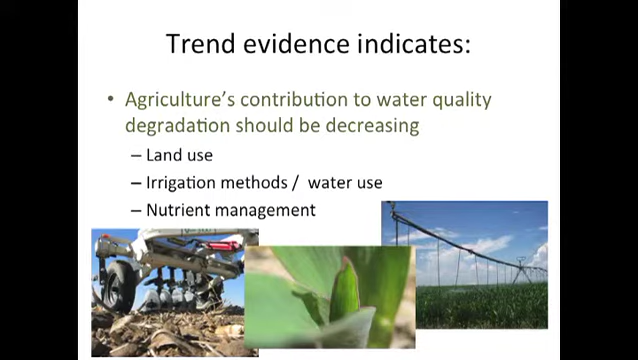 Trend evidence indicates:
• Agriculture's contribution to water quality
degradation should be decreasing
– Land use
– Irrigation methods / water use
– Nutrient management